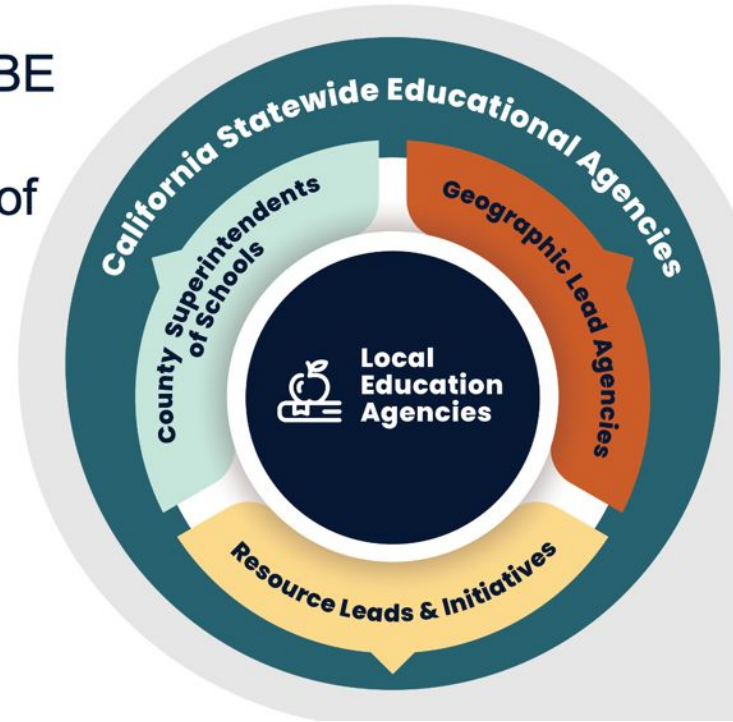 BE
of
California Statewide Educational Agencies
County Superintendents
of Schools
Geographic Lead Agencies
Local
Education
Agencies
Resource Leads & Initiatives